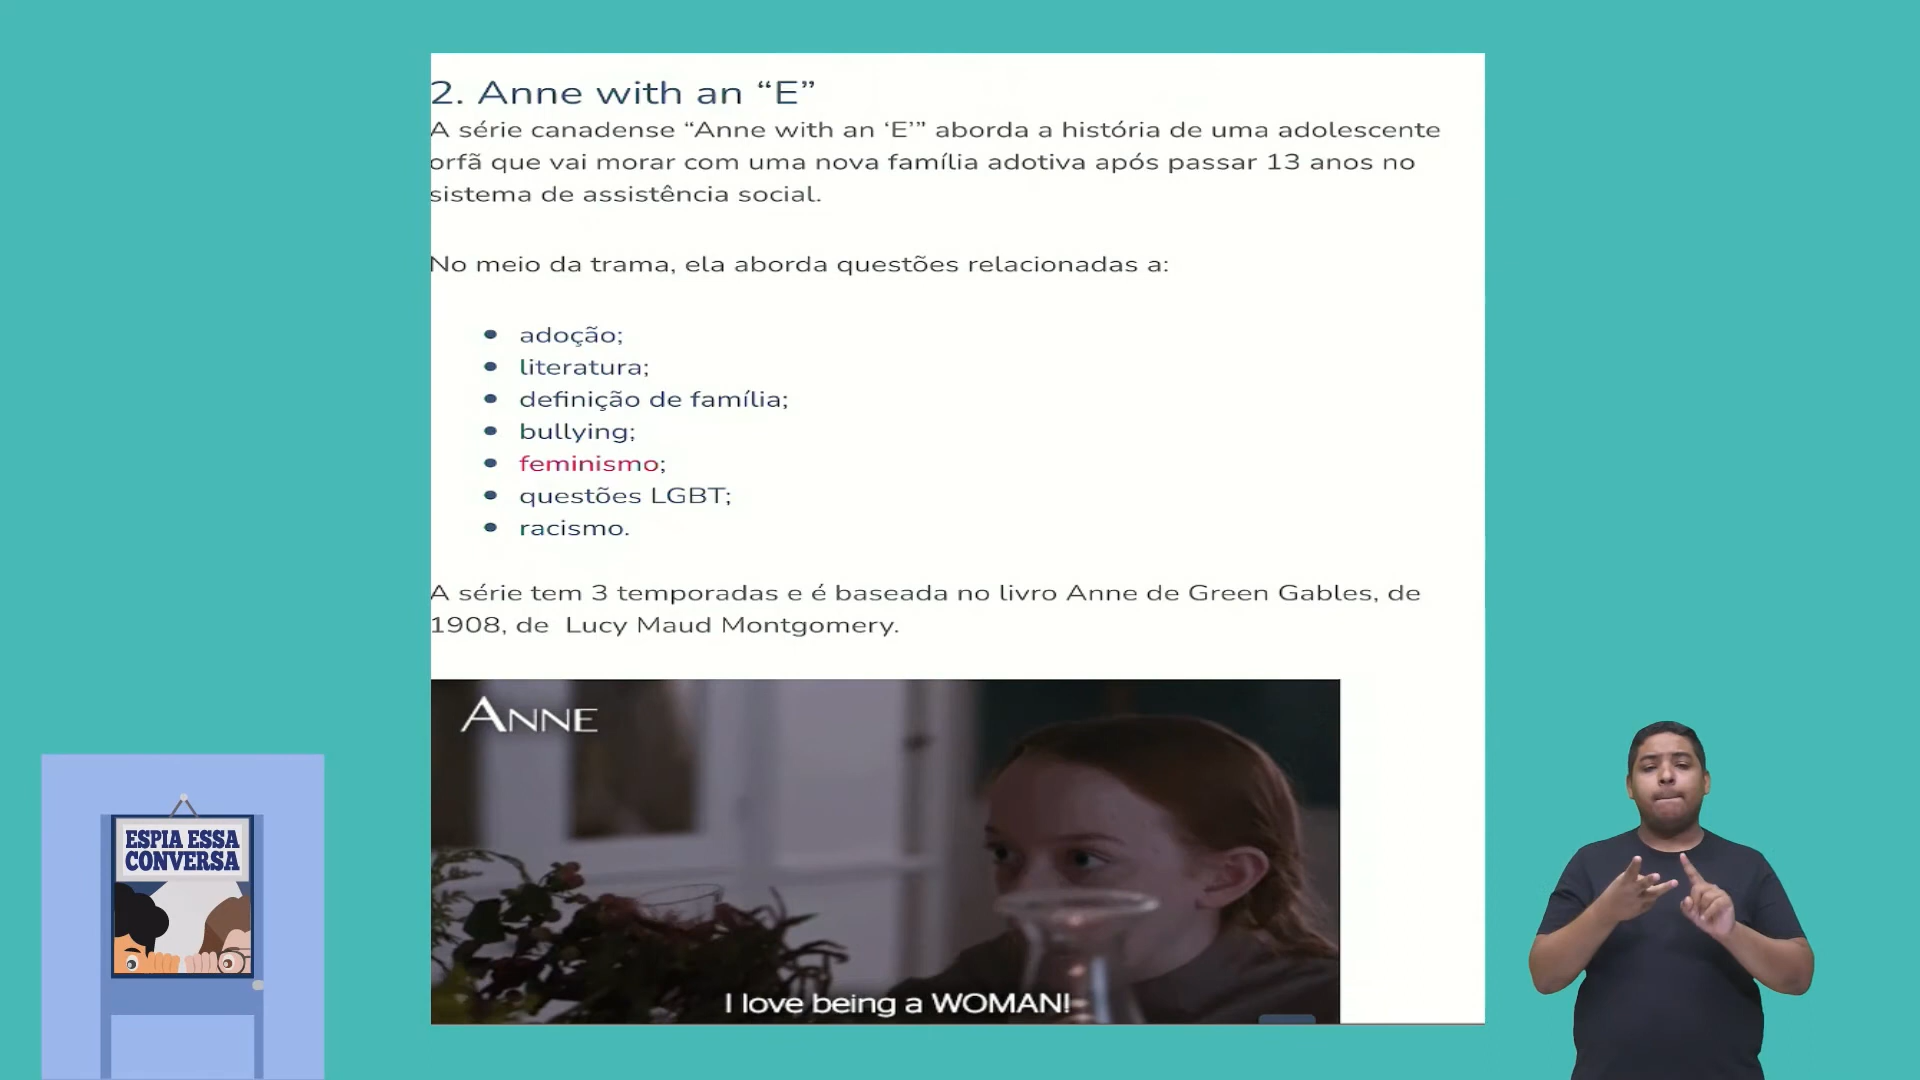 2. Anne with an “E”
A série canadense “Anne with an ‘E’” aborda a história de uma adolescente
orfã que vai morar com uma nova família adotiva após passar 13 anos no
sistema de assistência social.
No meio da trama, ela aborda questões relacionadas a:
adoção;
literatura;
definição de família;
bullying;
feminismo;
questões LGBT;
racismo.
A série tem 3 temporadas e é baseada no livro Anne de Green Gables, de
1908, de Lucy Maud Montgomery.
ANNE
I love being a WOMAN!
ESPIA ESSA
CONVERSA